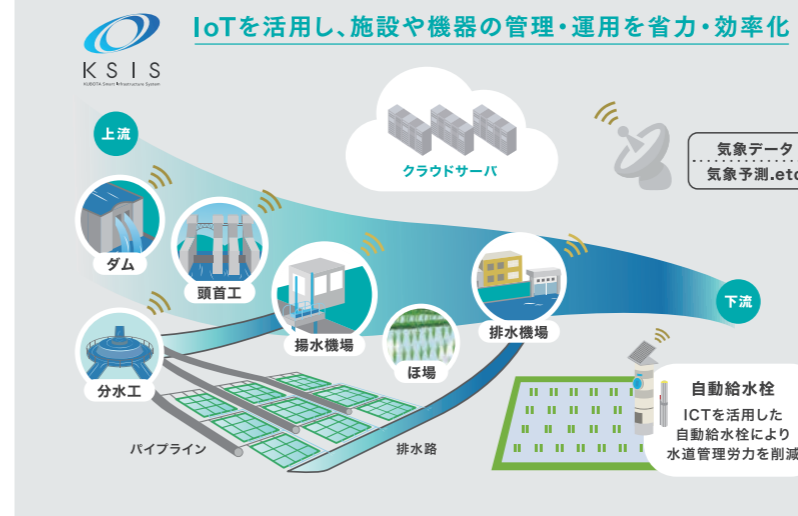 IoTを活用し、施設や機器の管理・運用を省力・効率化
KSIS
KUBOTA Smart Infrastructure System
上流
クラウドサーバ
気象データ
気象予測.etc
ダム
頭首工
揚水機場
排水機場
下流
ほ場
分水工
パイプライン
排水路
自動給水栓
ICTを活用した
自動給水栓により
水道管理労力を削減